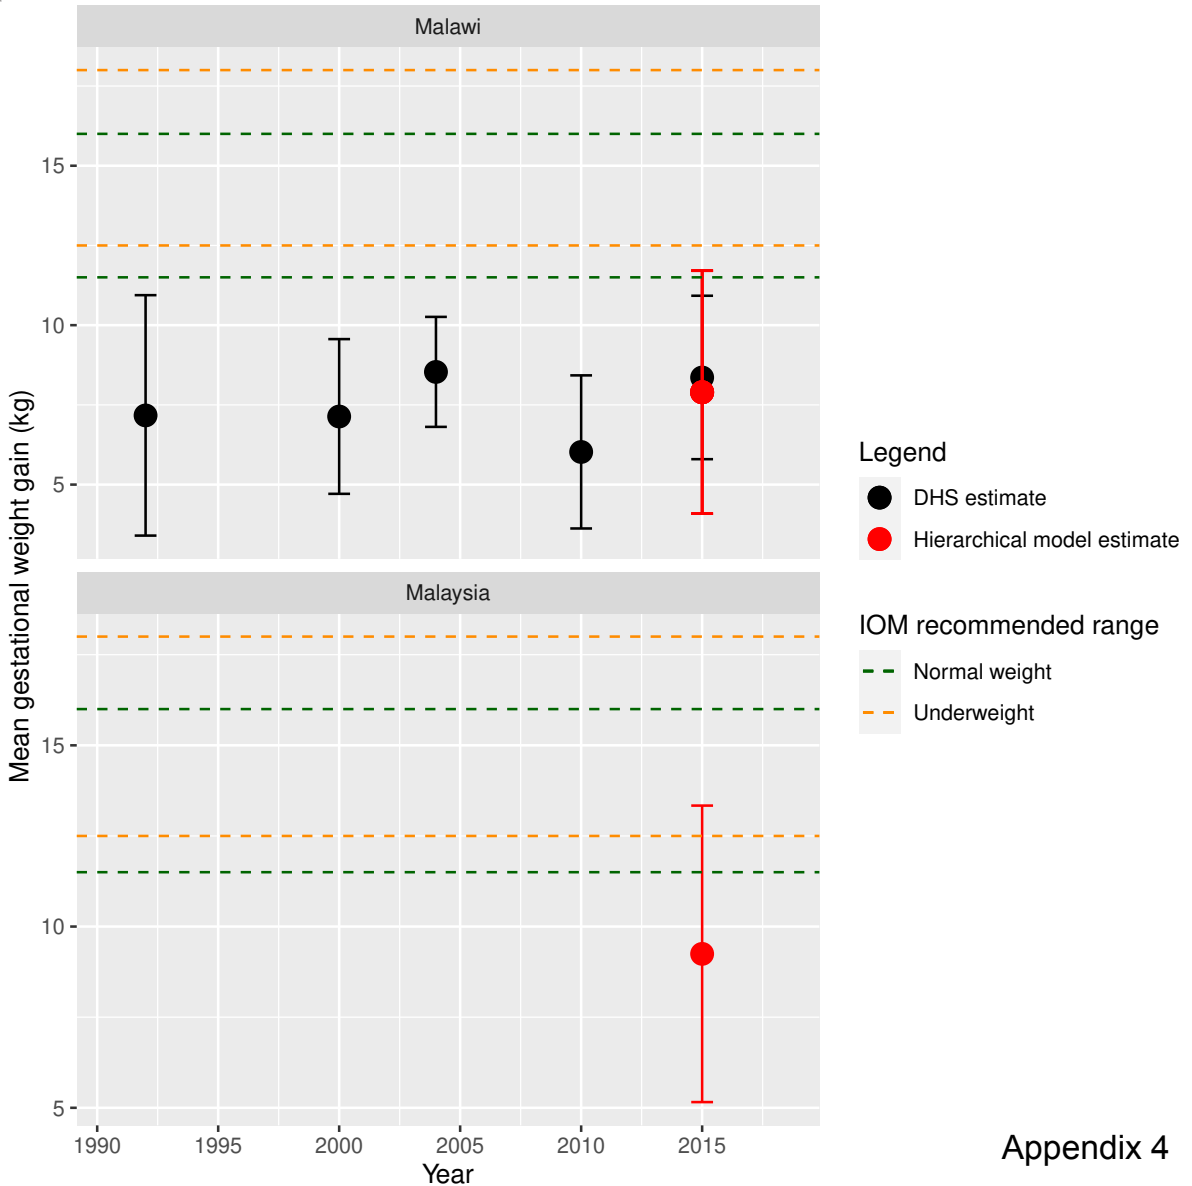 Malawi
15
10
5
Malaysia
15
10
5
1990 1995 2000 2005 2010 2015
Year
Mean gestational weight gain (kg)
Legend
DHS estimate
Hierarchical model estimate
IOM recommended range
Normal weight
Underweight
Appendix 4